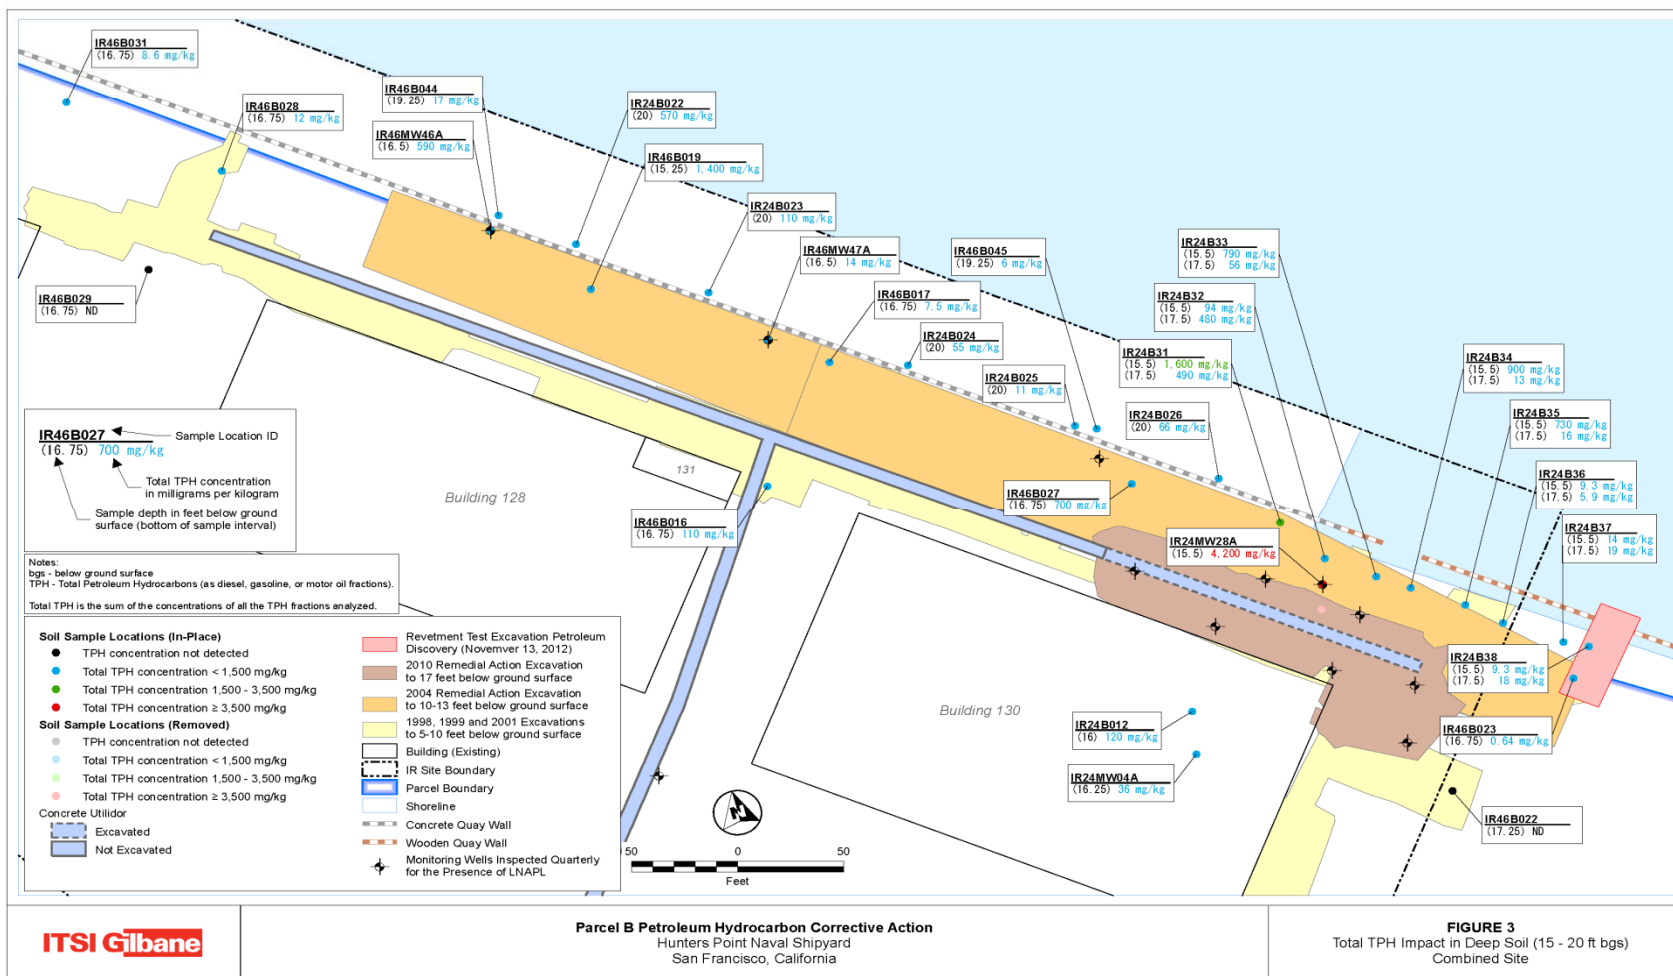 IR46B031
(16.75) 8.6 mg/kg
IR46B028
(16.75) 12 mg/kg
IR46B044
(19.25) 17 mg/kg
IR46MW46A
(16.5) 590 mg/kg
IR24B022
(20) 570 mg/kg
IR46B019
(15.25) 1,400 mg/kg
IR24B023
(20) 110 mg/kg
IR46MW47A
(16.5) 14 mg/kg
IR46B045
(19.25) 6 mg/kg
IR46B017
(16.75) 7.5 mg/kg
IR24B024
(20) 55 mg/kg
IR24B025
(20) 11 mg/kg
IR24B33
(15.5) 790 mg/kg
(17.5) 56 mg/kg
IR24B32
(15.5) 94 mg/kg
(17.5) 480 mg/kg
IR24B31
(15.5) 1,600 mg/kg
(17.5) 490 mg/kg
IR24B026
(20) 66 mg/kg
IR24B34
(15.5) 900 mg/kg
(17.5) 13 mg/kg
IR24B35
(15.5) 730 mg/kg
(17.5) 16 mg/kg
IR24B36
(15.5) 9.3 mg/kg
(17.5) 5.9 mg/kg
IR24B37
(15.5) 14 mg/kg
(17.5) 19 mg/kg
IR46B029
(16.75) ND
IR46B027
(16.75) 700 mg/kg
IR24MW28A
(15.5) 4,200 mg/kg
IR46B016
(16.75) 110 mg/kg
IR24B38
(15.5) 9.3 mg/kg
(17.5) 18 mg/kg
IR46B023
(16.75) 0.64 mg/kg
IR24B012
(16) 120 mg/kg
IR24MW04A
(16.25) 36 mg/kg
IR46B022
(17.25) ND
Building 128
131
Building 130
IR46B027
Sample Location ID
(16.75) 700 mg/kg
Total TPH concentration
in milligrams per kilogram
Sample depth in feet below ground
surface (bottom of sample interval)
Notes:
bgs - below ground surface
TPH - Total Petroleum Hydrocarbons (as diesel, gasoline, or motor oil fractions).
Total TPH is the sum of the concentrations of all the TPH fractions analyzed.
Soil Sample Locations (In-Place)
TPH concentration not detected
Total TPH concentration < 1,500 mg/kg
Total TPH concentration 1,500 - 3,500 mg/kg
Total TPH concentration ≥ 3,500 mg/kg
Soil Sample Locations (Removed)
TPH concentration not detected
Total TPH concentration < 1,500 mg/kg
Total TPH concentration 1,500 - 3,500 mg/kg
Total TPH concentration ≥ 3,500 mg/kg
Concrete Utilidor
Excavated
Not Excavated
Revetment Test Excavation Petroleum
Discovery (Novemver 13, 2012)
2010 Remedial Action Excavation
to 17 feet below ground surface
2004 Remedial Action Excavation
to 10-13 feet below ground surface
1998, 1999 and 2001 Excavations
to 5-10 feet below ground surface
Building (Existing)
IR Site Boundary
Parcel Boundary
Shoreline
Concrete Quay Wall
Wooden Quay Wall
Monitoring Wells Inspected Quarterly
for the Presence of LNAPL
N
50 0 50
Feet
ITSI Gilbane
Parcel B Petroleum Hydrocarbon Corrective Action
Hunters Point Naval Shipyard
San Francisco, California
FIGURE 3
Total TPH Impact in Deep Soil (15 - 20 ft bgs)
Combined Site